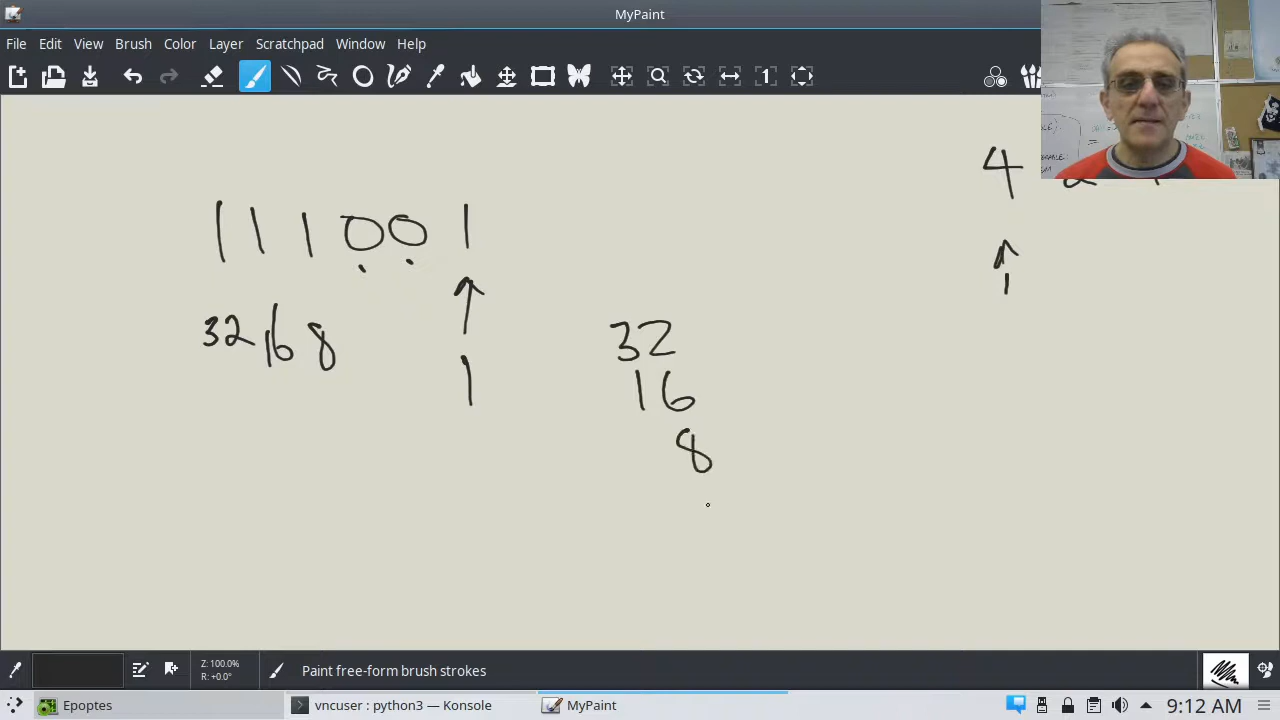 MyPaint
File Edit View Brush Color Layer Scratchpad Window Help
4
111001
1
32 16 8
1
32
16
8
Z: 100.0%
R: +0.0°
Paint free-form brush strokes
Epoptes
vncuser : python3 — Konsole
MyPaint
9:12 AM